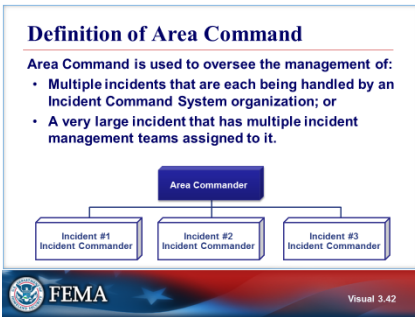 Definition of Area Command
Area Command is used to oversee the management of:
• Multiple incidents that are each being handled by an
Incident Command System organization; or
• A very large incident that has multiple incident
management teams assigned to it.
Area Commander
Incident #1
Incident Commander
Incident #2
Incident Commander
Incident #3
Incident Commander
FEMA
Visual 3.42